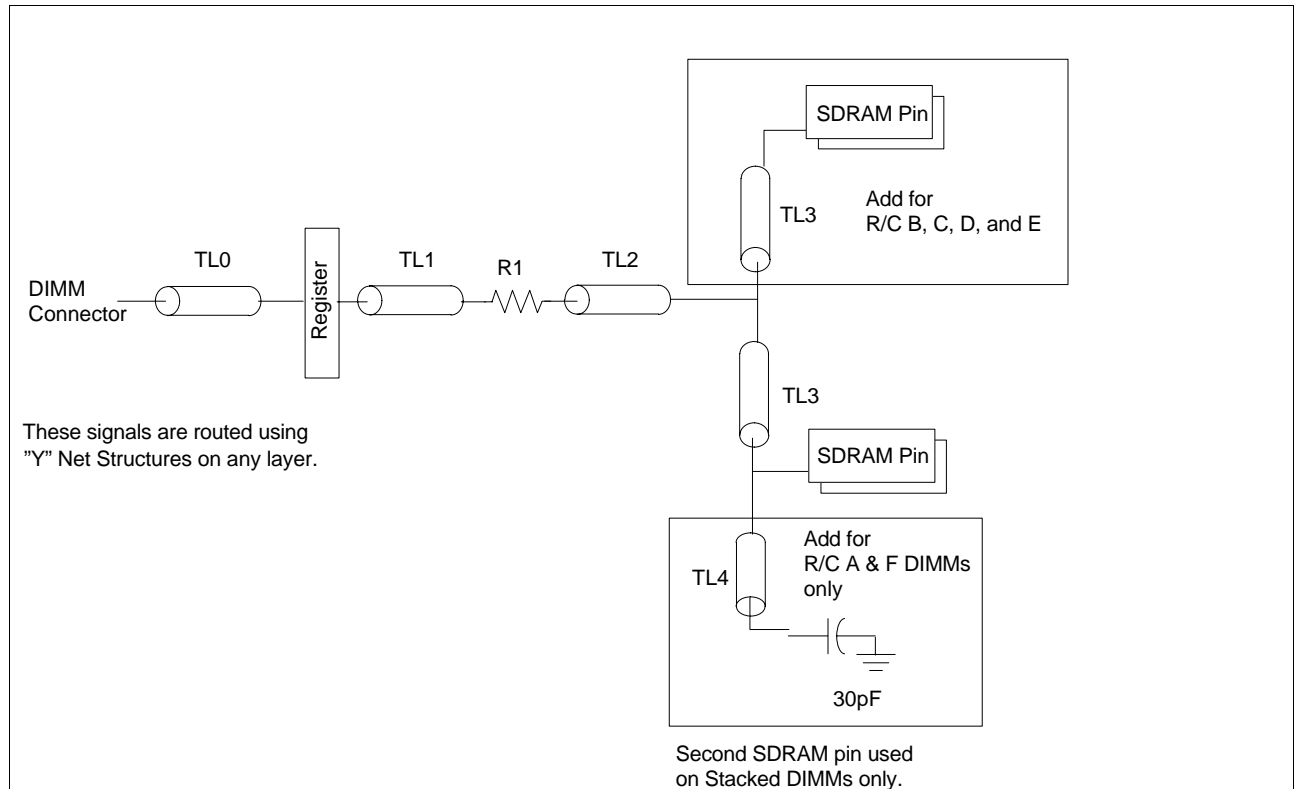 SDRAM Pin
TL3
Add for
R/C B, C, D, and E
TL0
Register
TL1
R1
TL2
DIMM
Connector
TL3
These signals are routed using
”Y” Net Structures on any layer.
SDRAM Pin
Add for
R/C A & F DIMMs
only
TL4
30pF
Second SDRAM pin used
on Stacked DIMMs only.